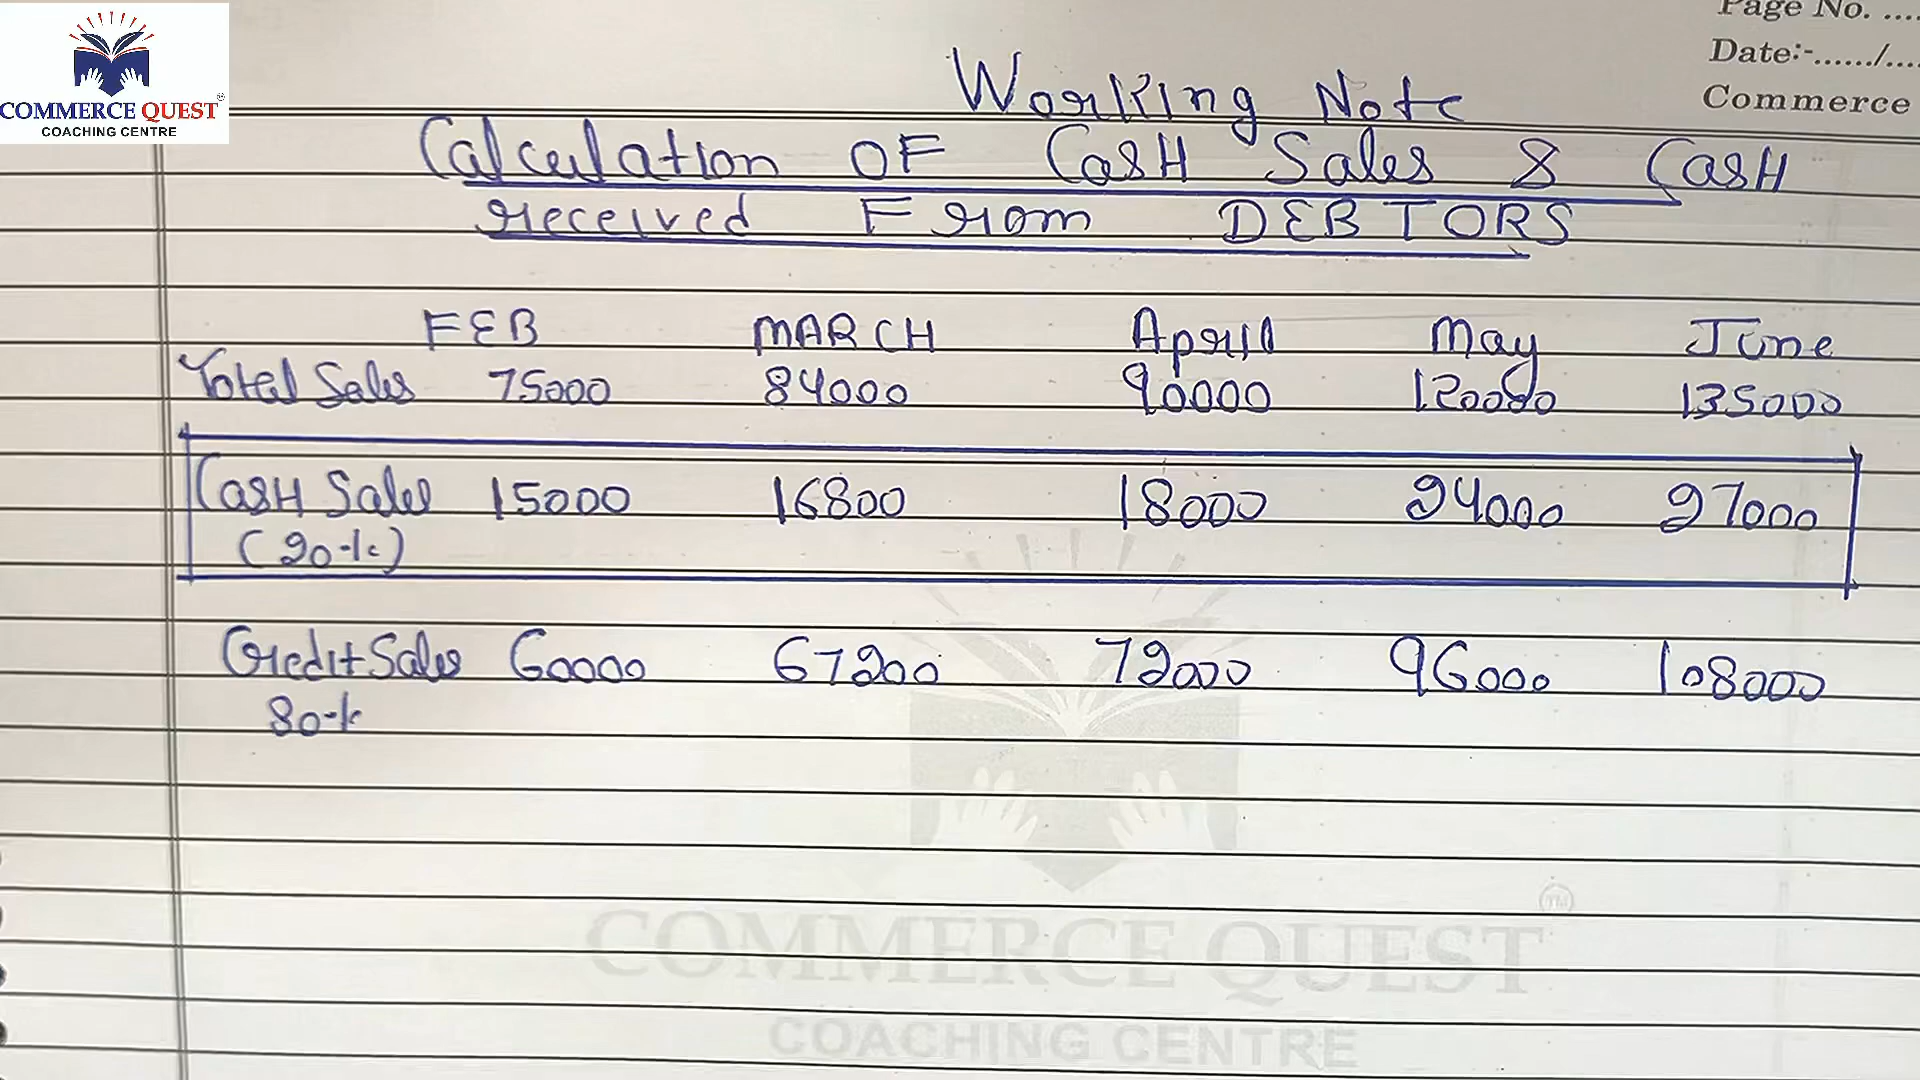 COMMERCE QUEST
COACHING CENTRE
Page No. ....
Date:-....../....
Commerce
Working Note
Calculation OF Cash Sales & Cash
received From DEBTORS
FEB MARCH April May June
Total Sales 75000 84000 90000 120000 135000
Cash Sales 15000 16800 18000 24000 27000
(20%)
Credit Sales 60000 67200 72000 96000 108000
80%
COMMERCE QUEST
COACHING CENTRE